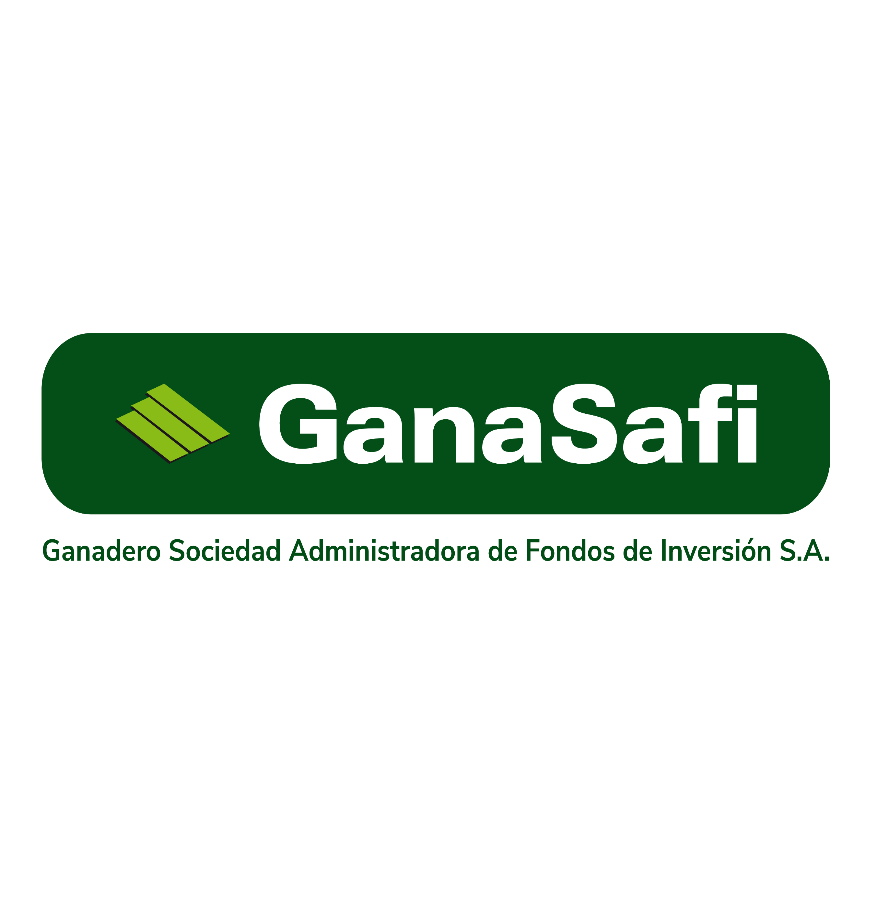 GanaSafi
Ganadero Sociedad Administradora de Fondos de Inversión S.A.